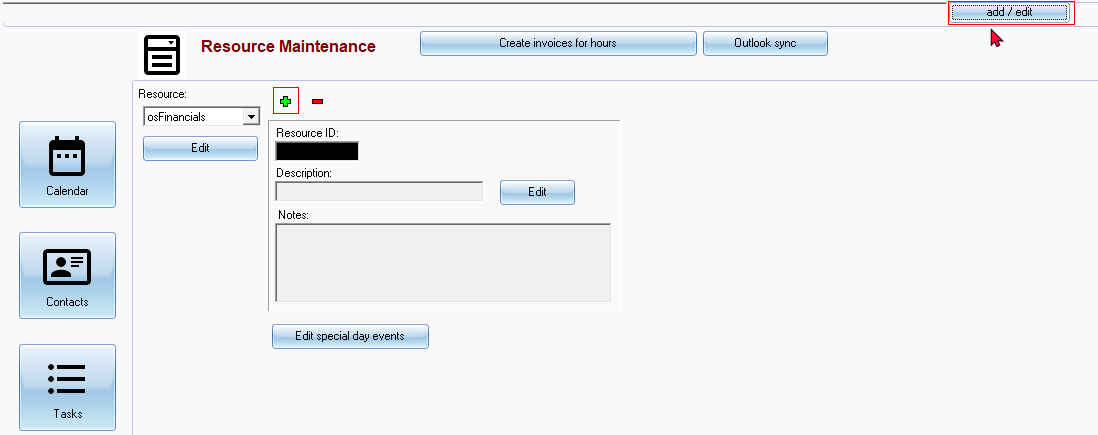 add / edit
Resource Maintenance
Create invoices for hours
Outlook sync
Resource:
osFinancials
Edit
Resource ID:
Description:
Edit
Notes:
Edit special day events
Calendar
Contacts
Tasks